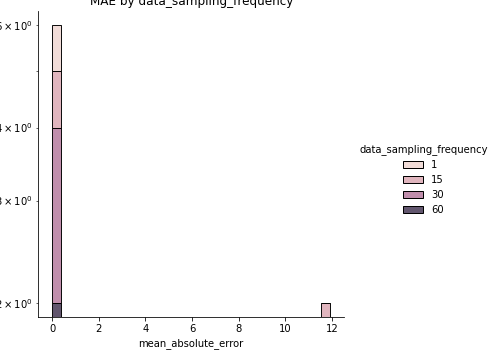 MAE by data_sampling_frequency
6 × 10⁰
4 × 10⁰
3 × 10⁰
2 × 10⁰
0 2 4 6 8 10 12
mean_absolute_error
data_sampling_frequency
1
15
30
60